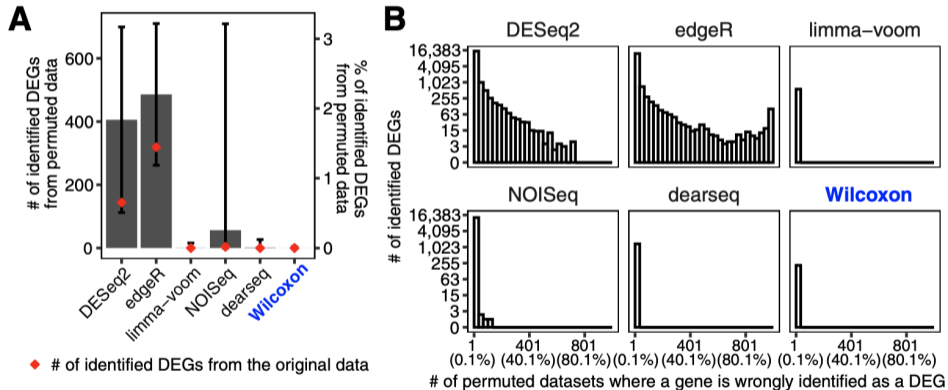 A
# of identified DEGs
from permuted data
600
400
200
0
3
2
1
0
% of identified DEGs
from permuted data
DESeq2
edgeR
limma−voom
NOISeq
dearseq
Wilcoxon
# of identified DEGs from the original data
B
# of identified DEGs
DESeq2
edgeR
limma−voom
16,383
4,095
1,023
255
63
15
3
0
NOISeq
dearseq
Wilcoxon
16,383
4,095
1,023
255
63
15
3
0
1 401 801 1 401 801 1 401 801
(0.1%) (40.1%) (80.1%) (0.1%) (40.1%) (80.1%) (0.1%) (40.1%) (80.1%)
# of permuted datasets where a gene is wrongly identified as a DEG